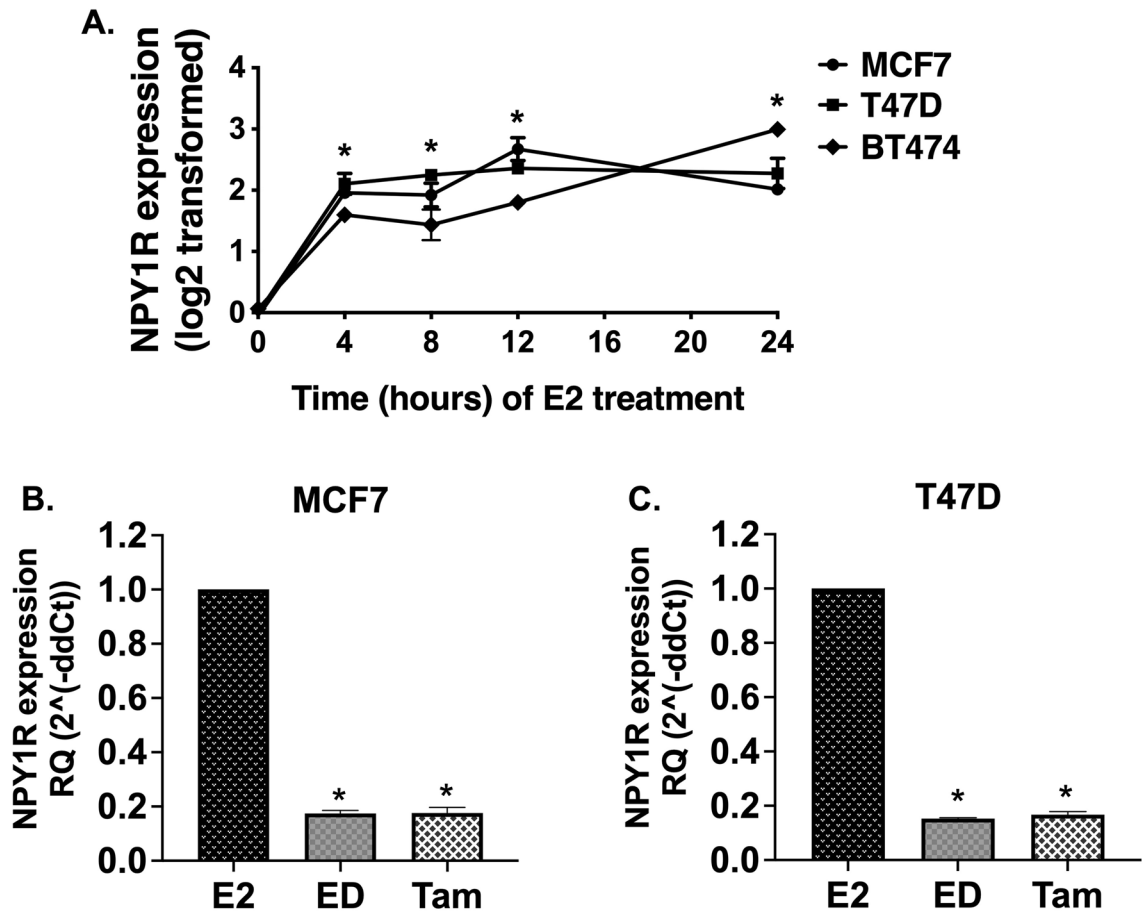 A.
NPY1R expression
(log2 transformed)
4
3
2
1
0
* * * *
0 4 8 12 16 20 24
Time (hours) of E2 treatment
MCF7
T47D
BT474
B.
MCF7
NPY1R expression
RQ (2^(-ddCt))
1.2
1.0
0.8
0.6
0.4
0.2
0.0
* *
E2 ED Tam
C.
T47D
NPY1R expression
RQ (2^(-ddCt))
1.2
1.0
0.8
0.6
0.4
0.2
0.0
* *
E2 ED Tam